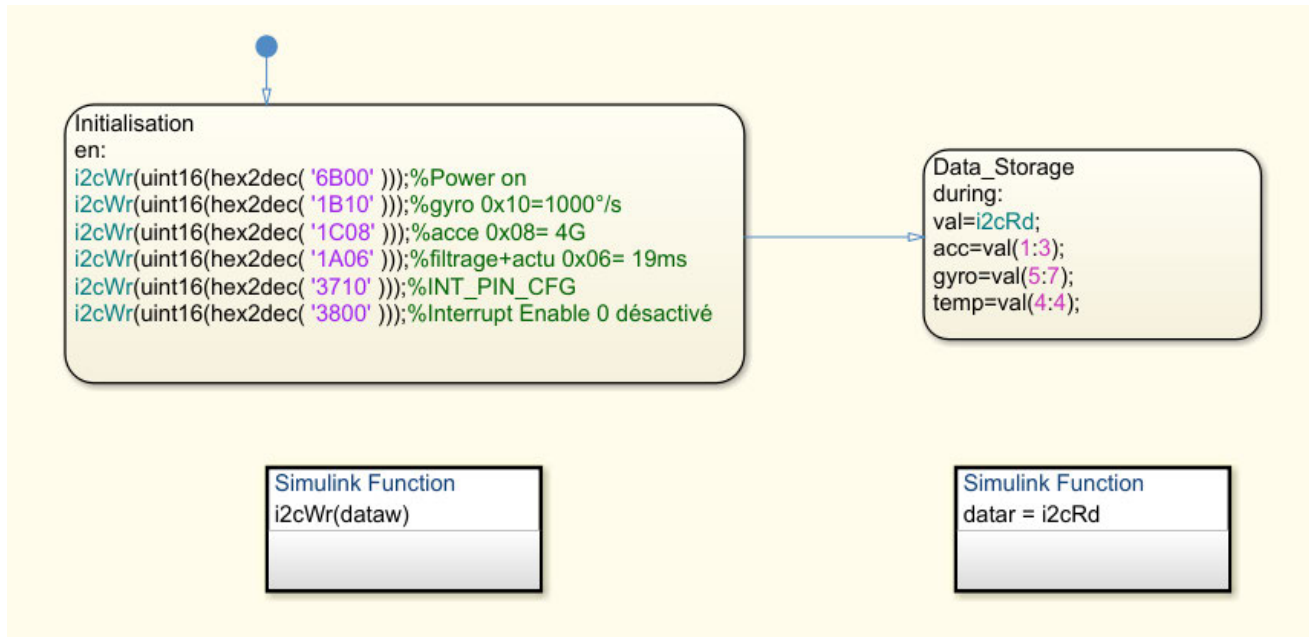 Initialisation
en:
i2cWr(uint16(hex2dec( '6B00' )));%Power on
i2cWr(uint16(hex2dec( '1B10' )));%gyro 0x10=1000°/s
i2cWr(uint16(hex2dec( '1C08' )));%acce 0x08= 4G
i2cWr(uint16(hex2dec( '1A06' )));%filtrage+actu 0x06= 19ms
i2cWr(uint16(hex2dec( '3710' )));%INT_PIN_CFG
i2cWr(uint16(hex2dec( '3800' )));%Interrupt Enable 0 désactivé
Data_Storage
during:
val=i2cRd;
acc=val(1:3);
gyro=val(5:7);
temp=val(4:4);
Simulink Function
i2cWr(dataw)
Simulink Function
datar = i2cRd